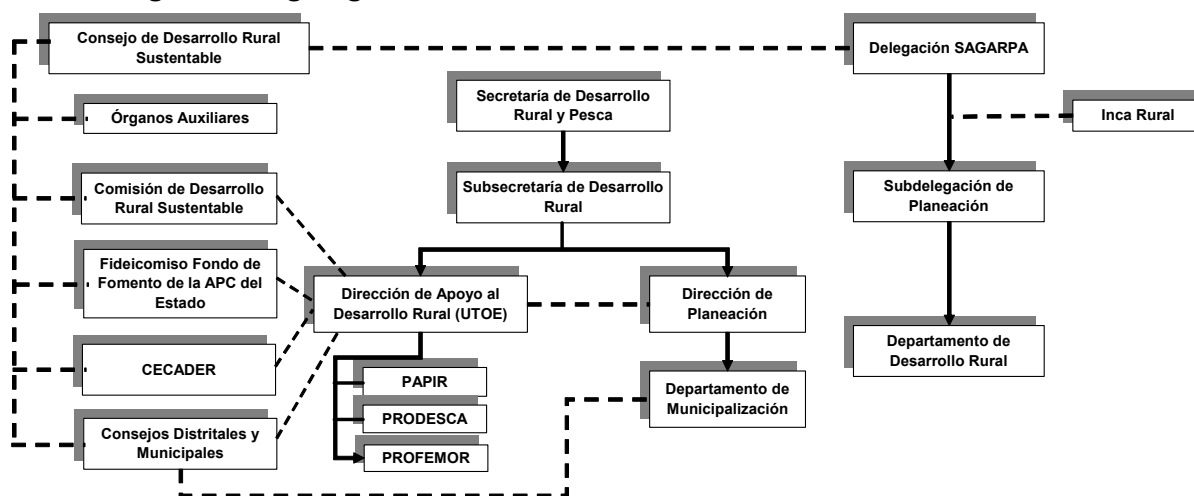 Consejo de Desarrollo Rural
Sustentable
Delegación SAGARPA
Secretaría de Desarrollo
Rural y Pesca
Órganos Auxiliares
Inca Rural
Comisión de Desarrollo
Rural Sustentable
Subsecretaría de Desarrollo
Rural
Subdelegación de
Planeación
Fideicomiso Fondo de
Fomento de la APC del
Estado
Dirección de Apoyo al
Desarrollo Rural (UTOE)
Dirección de
Planeación
Departamento de
Desarrollo Rural
CECADER
PAPIR
Departamento de
Municipalización
PRODESCA
Consejos Distritales y
Municipales
PROFEMOR